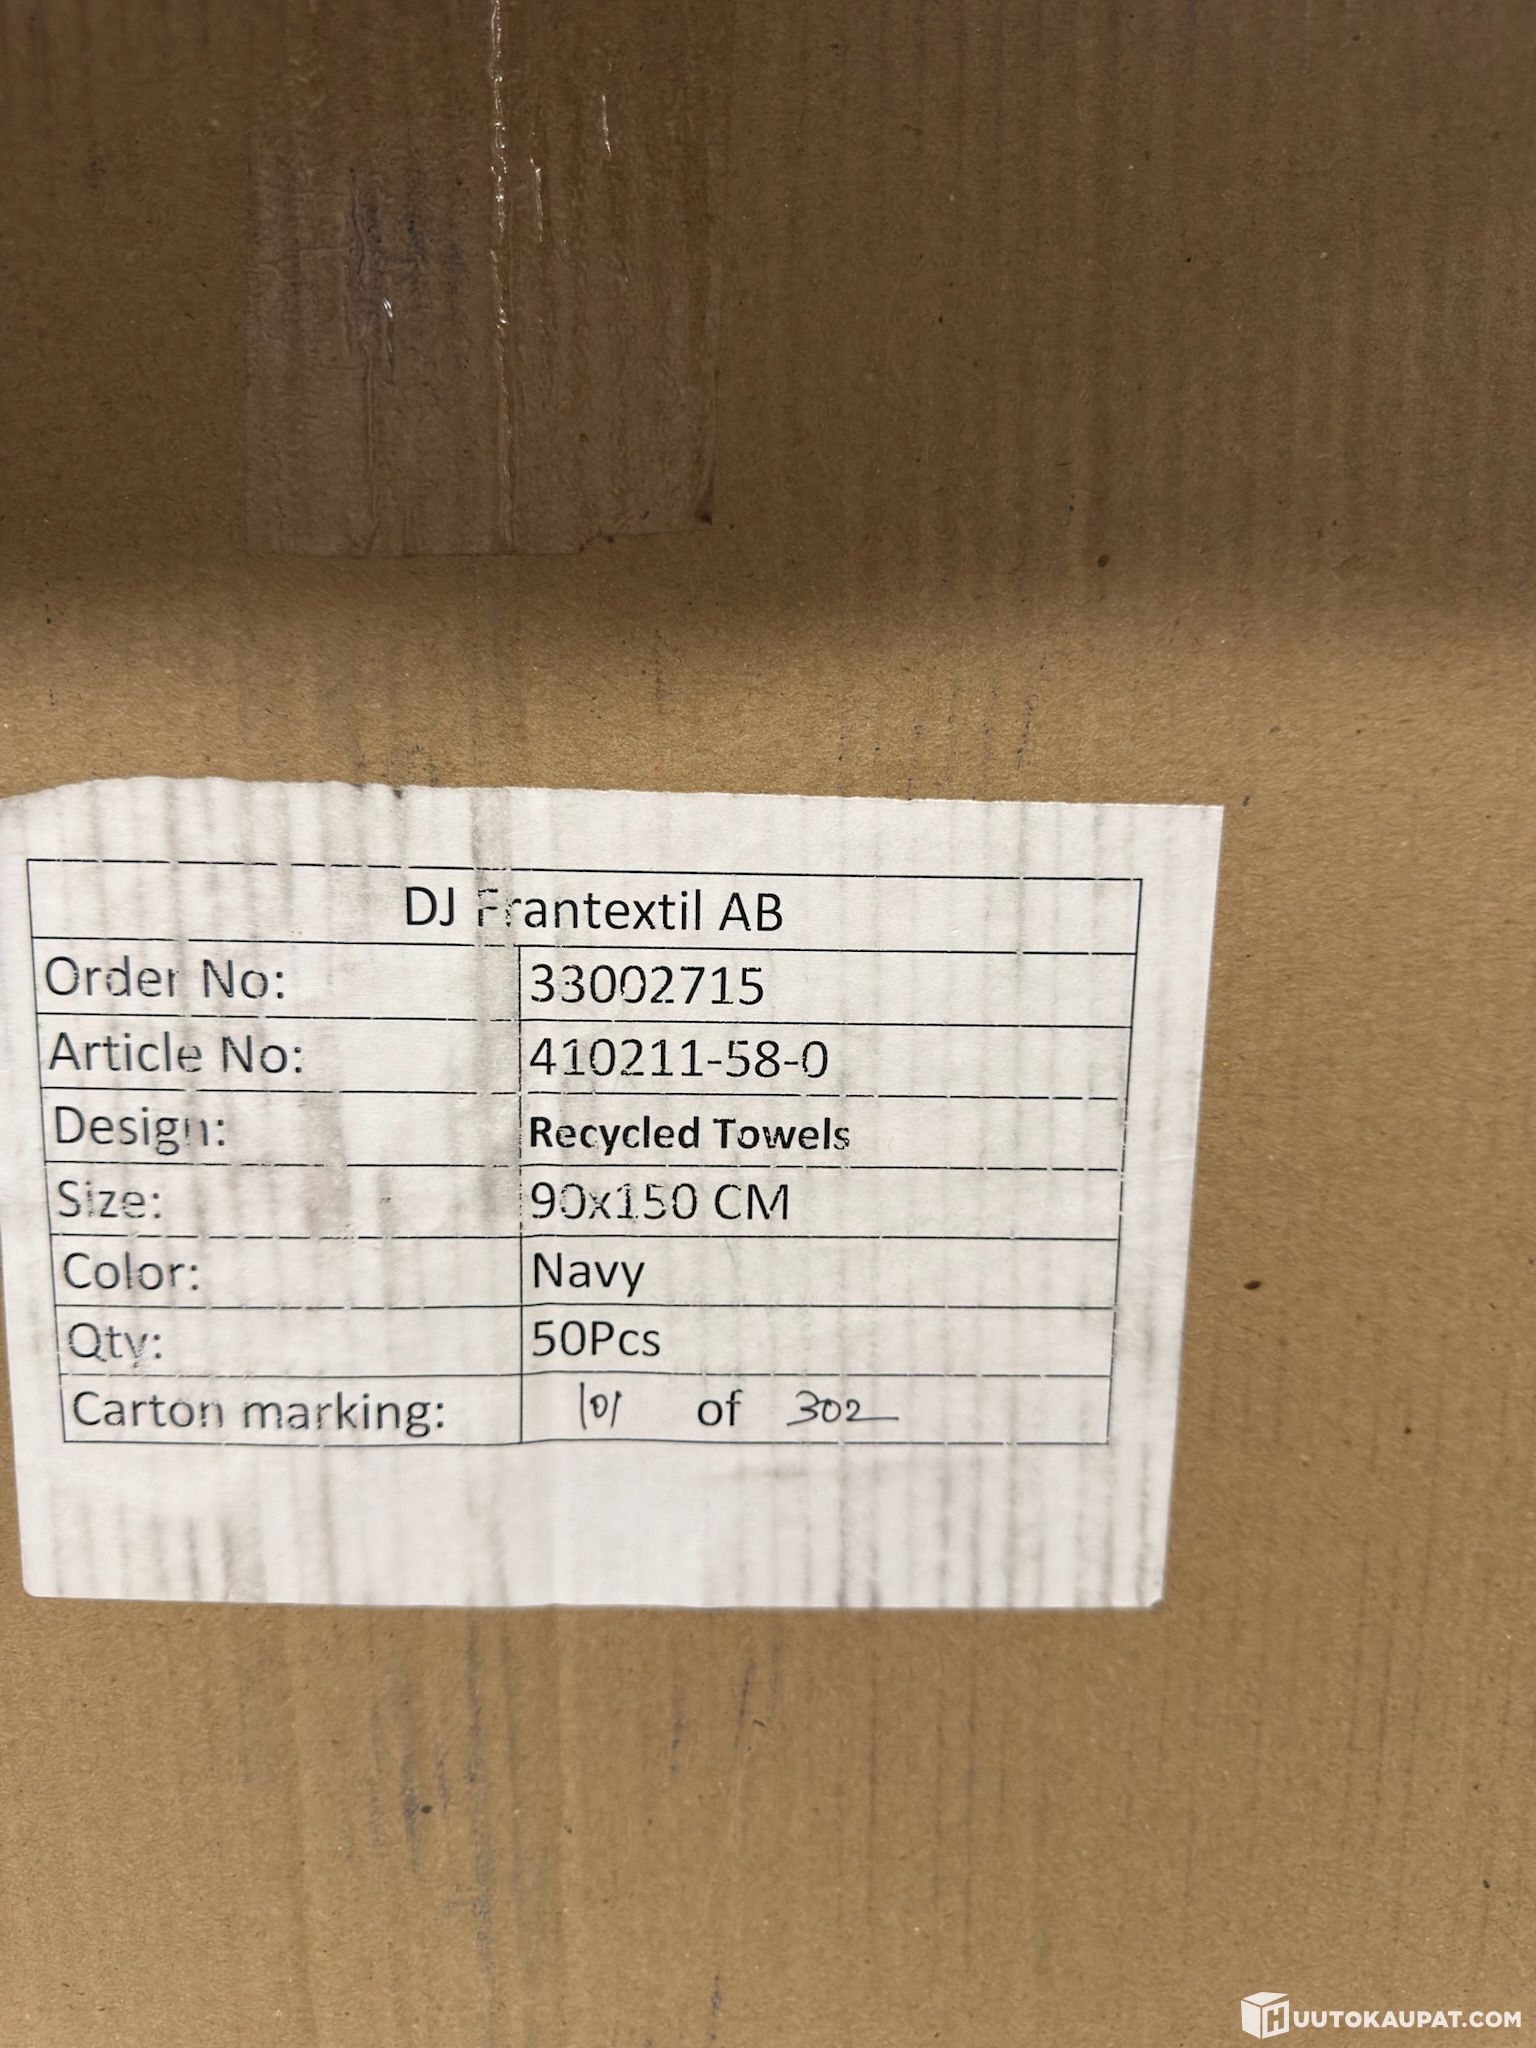 DJ Frantextil AB
Order No: 33002715
Article No: 410211-58-0
Design: Recycled Towels
Size: 90x150 CM
Color: Navy
Qty: 50Pcs
Carton marking: 101 of 302
HUUTOKAUPAT.COM